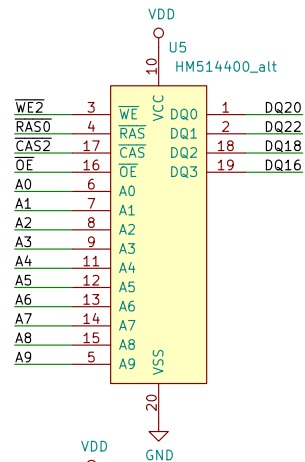 VDD
U5
HM514400_alt
10
VCC
WE2 3 WE DQ0 1 DQ20
RAS0 4 RAS DQ1 2 DQ22
CAS2 17 CAS DQ2 18 DQ18
OE 16 OE DQ3 19 DQ16
A0 6 A0
A1 7 A1
A2 8 A2
A3 9 A3
A4 11 A4
A5 12 A5
A6 13 A6
A7 14 A7
A8 15 A8
A9 5 A9
VSS
20
VDD
GND